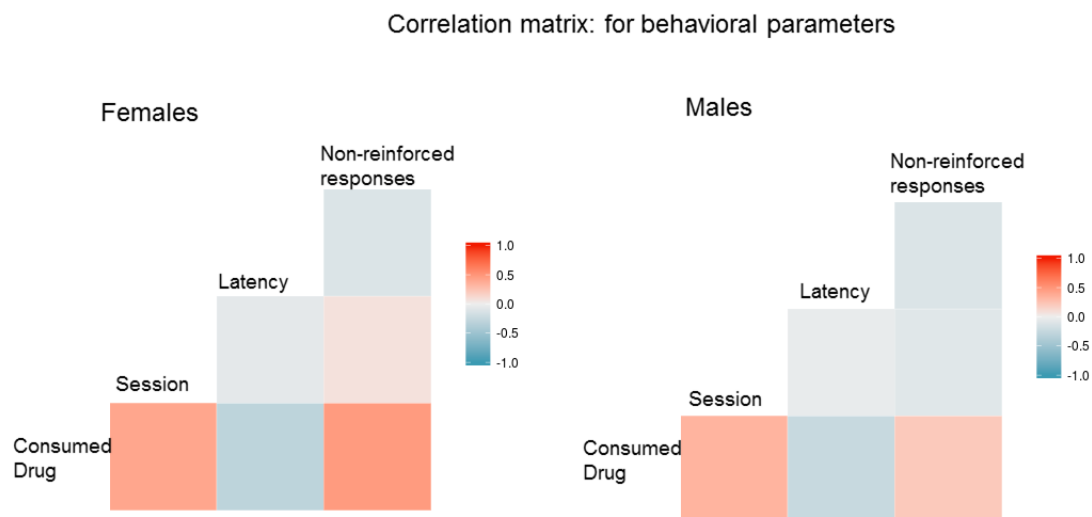 Correlation matrix: for behavioral parameters
Females
Non-reinforced
responses
Latency
Session
Consumed
Drug
1.0
0.5
0.0
-0.5
-1.0
Males
Non-reinforced
responses
Latency
Session
Consumed
Drug
1.0
0.5
0.0
-0.5
-1.0